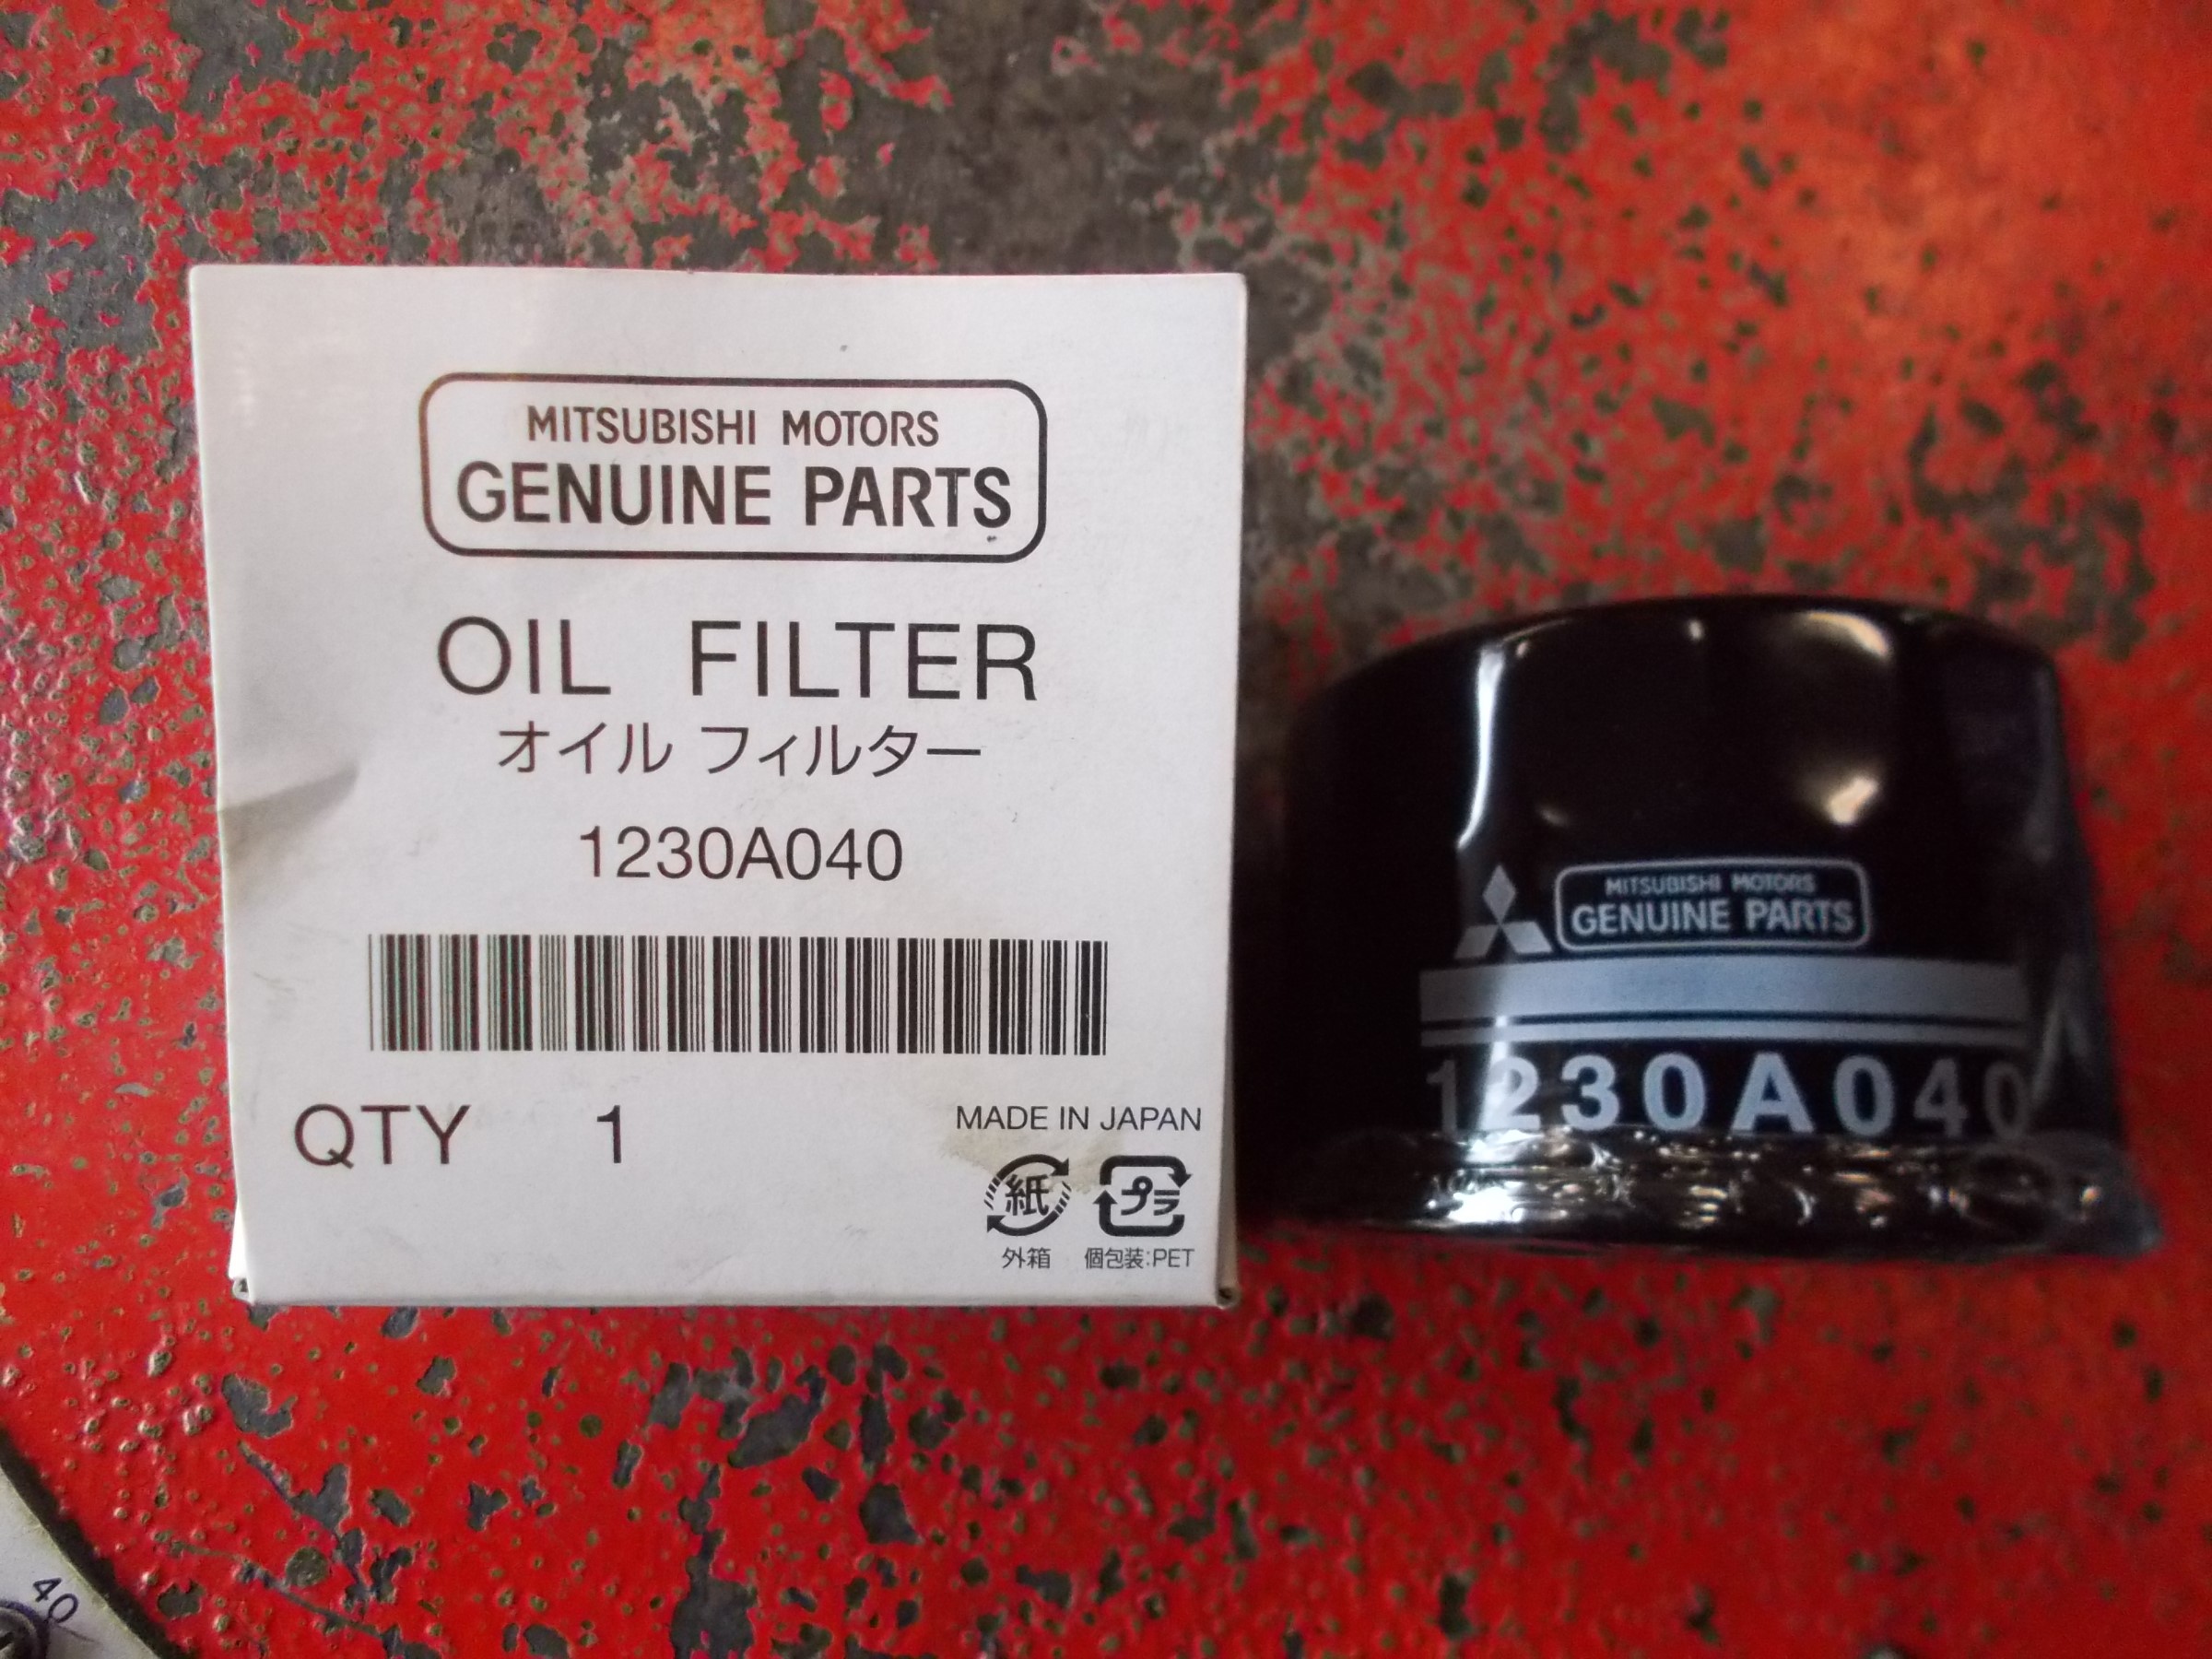 MITSUBISHI MOTORS
GENUINE PARTS
OIL FILTER
オイル フィルター
1230A040
QTY 1
MADE IN JAPAN
紙 プラ
外箱 個包装:PET
MITSUBISHI MOTORS
GENUINE PARTS
1230A040
40